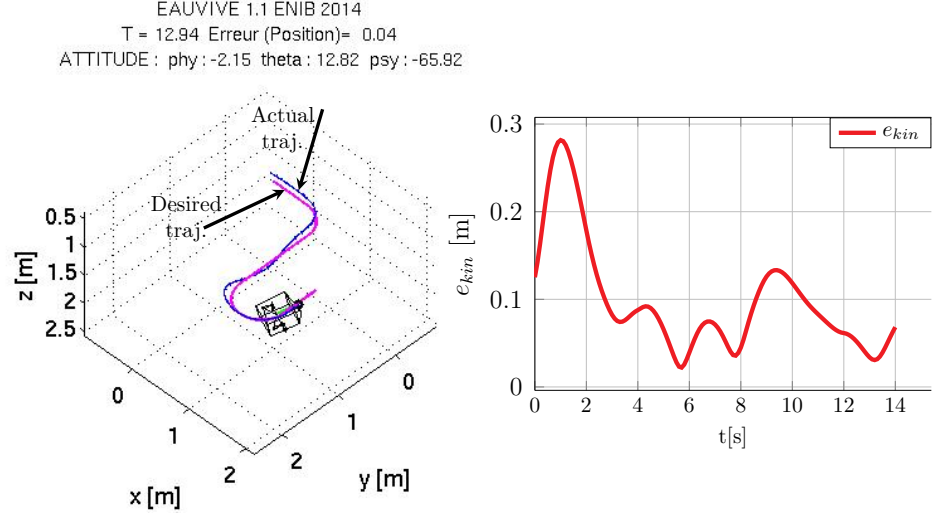 EAUVIVE 1.1 ENIB 2014
T = 12.94 Erreur (Position)= 0.04
ATTITUDE : phy : -2.15 theta : 12.82 psy : -65.92
Actual
traj.
Desired
traj.
0.5
1
1.5
2
2.5
z [m]
0
1
2
x [m]
0
1
2
y [m]
e_kin
0.3
0.2
0.1
0
e_kin [m]
0 2 4 6 8 10 12 14
t[s]